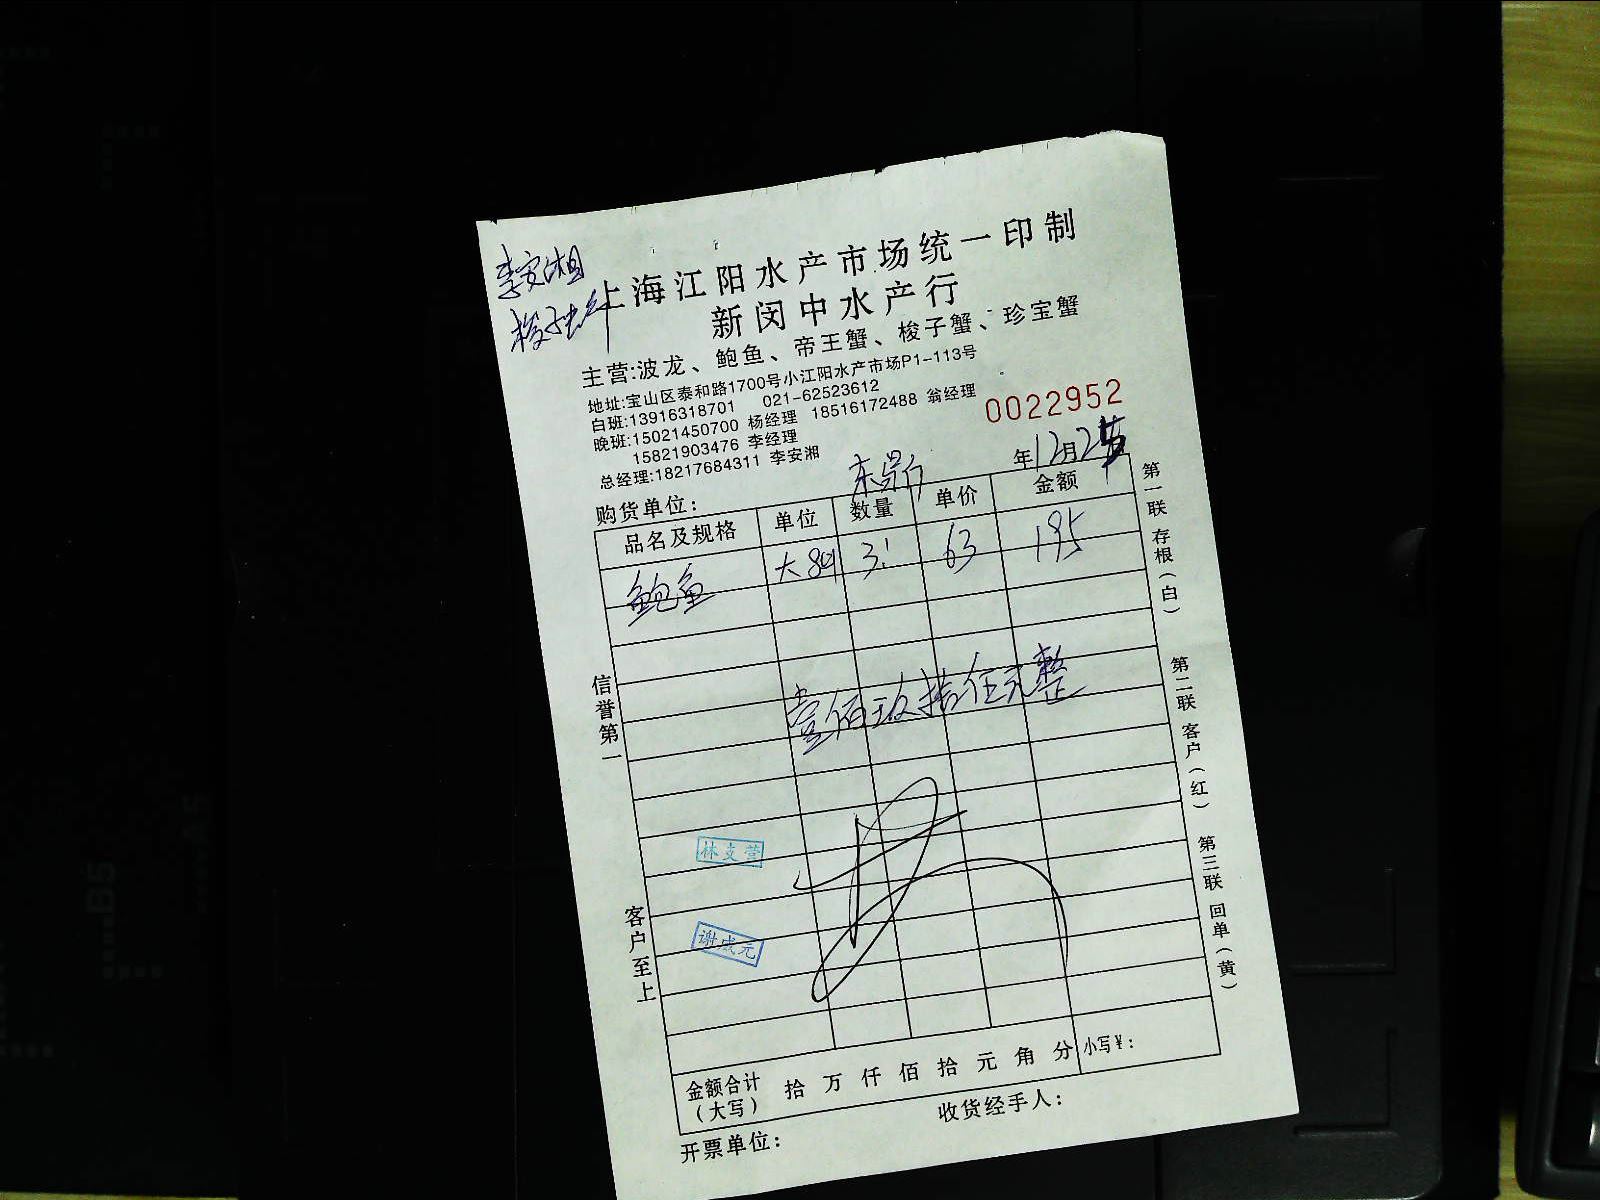 李安湘
上海江阳水产市场统一印制
新闵中水产行
主营:波龙、鲍鱼、帝王蟹、梭子蟹、珍宝蟹
地址:宝山区泰和路1700号小江阳水产市场P1-113号
白班:13916318701 021-62523612
晚班:15021450700 杨经理 18516172488 翁经理
15821903476 李经理
总经理:18217684311 李安湘
0022952
年12月2
购货单位:
品名及规格 单位 数量 单价 金额
鲍鱼 大 3! 63 195
壹佰玖拾伍元整
林文营
谢成元
信誉第一
客户至上
第一联 存根(白)
第二联 客户(红)
第三联 回单(黄)
金额合计 拾 万 仟 佰 拾 元 角 分 小写¥:
(大写)
开票单位: 收货经手人:
B5
A5